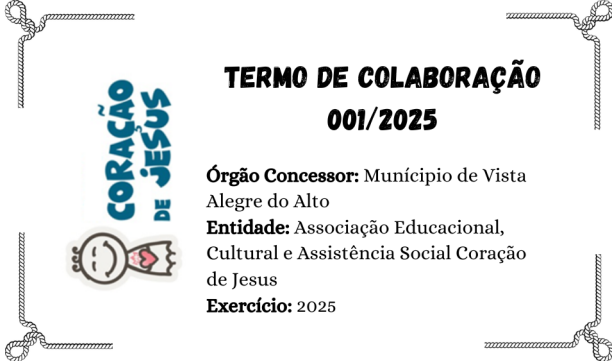 CORAÇÃO
DE JESUS
TERMO DE COLABORAÇÃO
001/2025
Órgão Concessor: Munícipio de Vista
Alegre do Alto
Entidade: Associação Educacional,
Cultural e Assistência Social Coração
de Jesus
Exercício: 2025